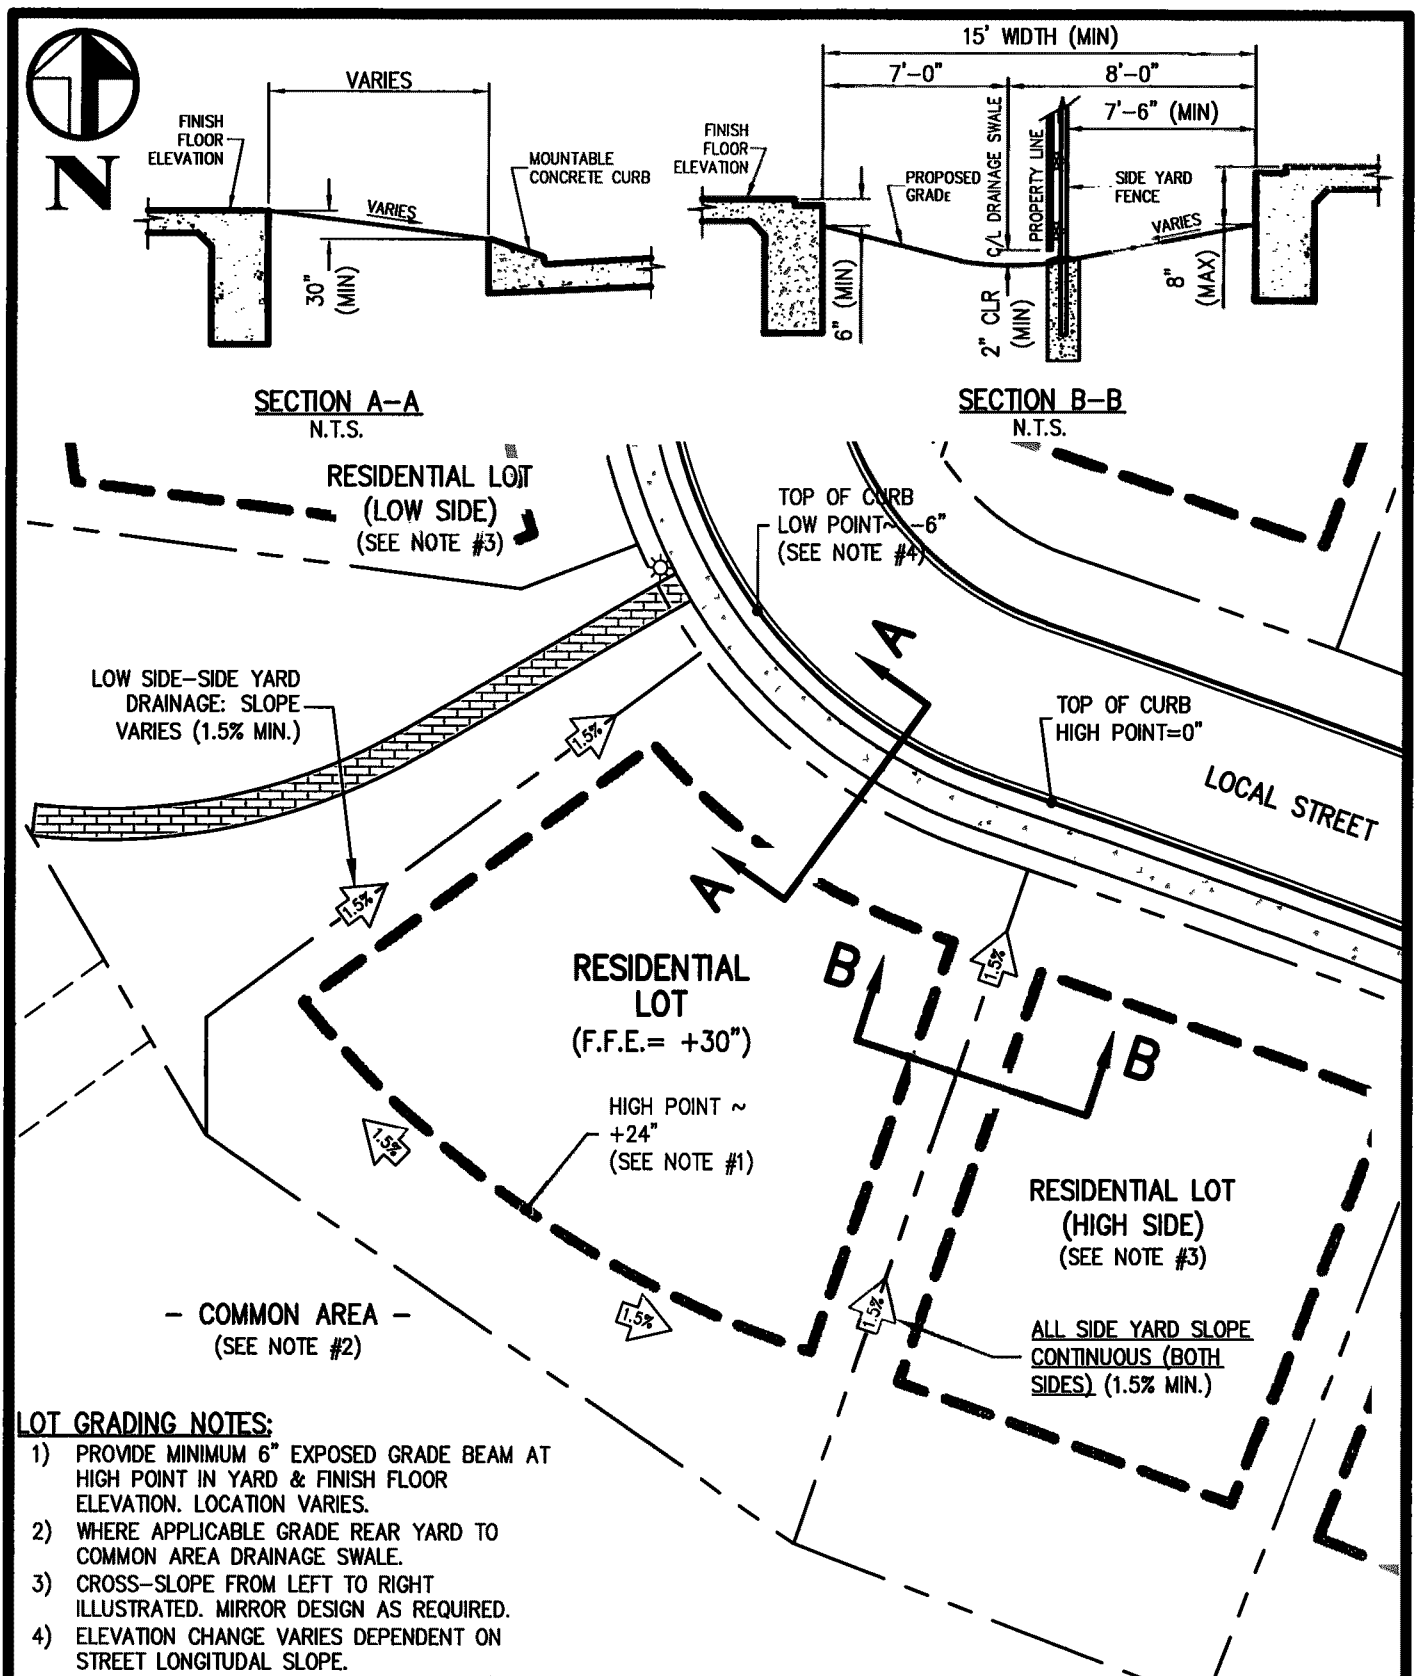 N
VARIES
FINISH
FLOOR
ELEVATION
MOUNTABLE
CONCRETE CURB
VARIES
30"
(MIN)
SECTION A-A
N.T.S.
15' WIDTH (MIN)
7'-0"
8'-0"
7'-6" (MIN)
FINISH
FLOOR
ELEVATION
PROPOSED
GRADE
C/L DRAINAGE SWALE
PROPERTY LINE
SIDE YARD
FENCE
VARIES
6" (MIN)
2" CLR
(MIN)
8"
(MAX)
SECTION B-B
N.T.S.
RESIDENTIAL LOT
(LOW SIDE)
(SEE NOTE #3)
TOP OF CURB
LOW POINT~ -6"
(SEE NOTE #4)
LOW SIDE-SIDE YARD
DRAINAGE: SLOPE
VARIES (1.5% MIN.)
TOP OF CURB
HIGH POINT=0"
LOCAL STREET
A
A
1.5%
1.5%
RESIDENTIAL
LOT
(F.F.E.= +30")
B
B
1.5%
HIGH POINT ~
+24"
(SEE NOTE #1)
1.5%
1.5%
1.5%
RESIDENTIAL LOT
(HIGH SIDE)
(SEE NOTE #3)
ALL SIDE YARD SLOPE
CONTINUOUS (BOTH
SIDES) (1.5% MIN.)
- COMMON AREA -
(SEE NOTE #2)
LOT GRADING NOTES:
1) PROVIDE MINIMUM 6" EXPOSED GRADE BEAM AT
HIGH POINT IN YARD & FINISH FLOOR
ELEVATION. LOCATION VARIES.
2) WHERE APPLICABLE GRADE REAR YARD TO
COMMON AREA DRAINAGE SWALE.
3) CROSS-SLOPE FROM LEFT TO RIGHT
ILLUSTRATED. MIRROR DESIGN AS REQUIRED.
4) ELEVATION CHANGE VARIES DEPENDENT ON
STREET LONGITUDAL SLOPE.